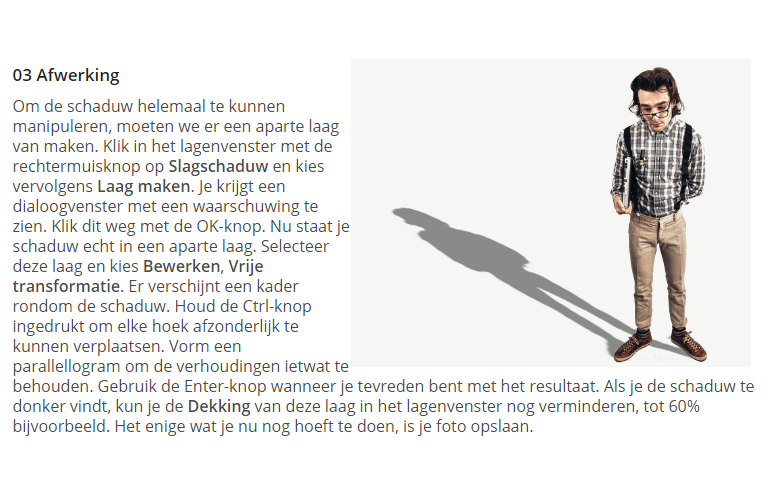 03 Afwerking
Om de schaduw helemaal te kunnen
manipuleren, moeten we er een aparte laag
van maken. Klik in het lagenvenster met de
rechtermuisknop op Slagschaduw en kies
vervolgens Laag maken. Je krijgt een
dialoogvenster met een waarschuwing te
zien. Klik dit weg met de OK-knop. Nu staat je
schaduw echt in een aparte laag. Selecteer
deze laag en kies Bewerken, Vrije
transformatie. Er verschijnt een kader
rondom de schaduw. Houd de Ctrl-knop
ingedrukt om elke hoek afzonderlijk te
kunnen verplaatsen. Vorm een
parallellogram om de verhoudingen ietwat te
behouden. Gebruik de Enter-knop wanneer je tevreden bent met het resultaat. Als je de schaduw te
donker vindt, kun je de Dekking van deze laag in het lagenvenster nog verminderen, tot 60%
bijvoorbeeld. Het enige wat je nu nog hoeft te doen, is je foto opslaan.